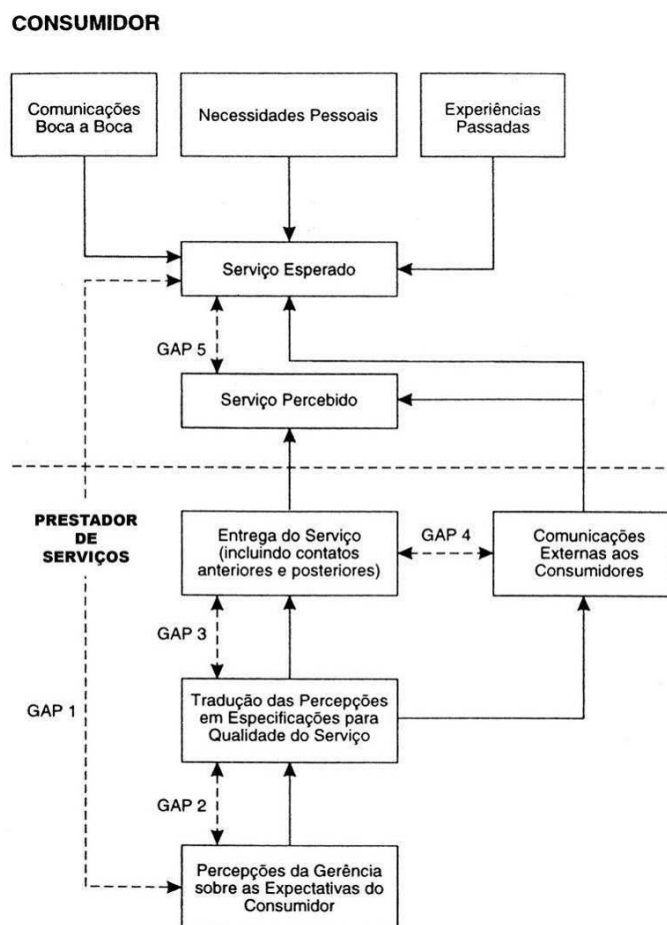 CONSUMIDOR
Comunicações
Boca a Boca
Necessidades Pessoais
Experiências
Passadas
Serviço Esperado
GAP 5
Serviço Percebido
PRESTADOR
DE
SERVIÇOS
Entrega do Serviço
(incluindo contatos
anteriores e posteriores)
GAP 4
Comunicações
Externas aos
Consumidores
GAP 3
GAP 1
Tradução das Percepções
em Especificações para
Qualidade do Serviço
GAP 2
Percepções da Gerência
sobre as Expectativas do
Consumidor